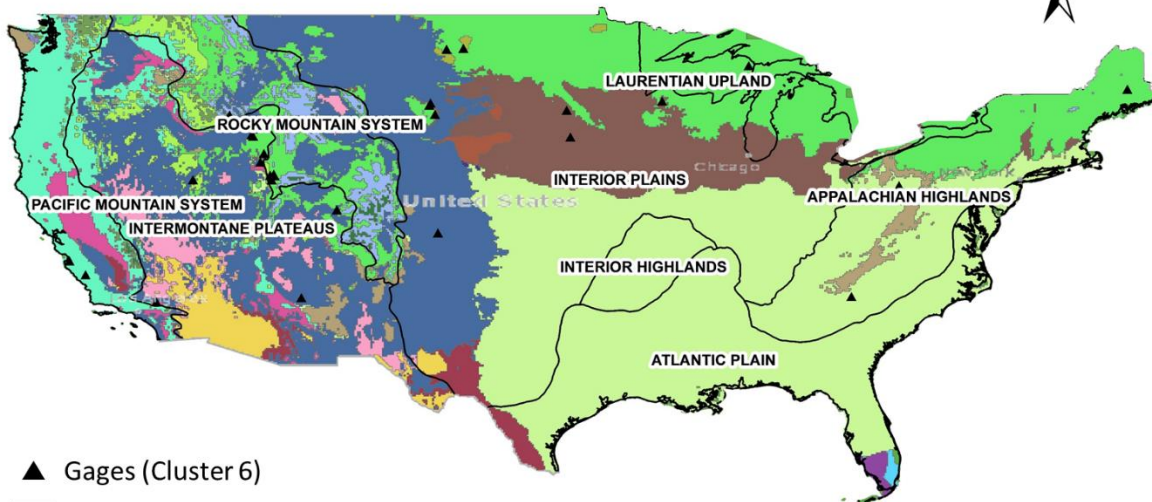 LAURENTIAN UPLAND
ROCKY MOUNTAIN SYSTEM
Chicago
INTERIOR PLAINS
APPALACHIAN HIGHLANDS
PACIFIC MOUNTAIN SYSTEM
United States
INTERMONTANE PLATEAUS
INTERIOR HIGHLANDS
ATLANTIC PLAIN
Gages (Cluster 6)